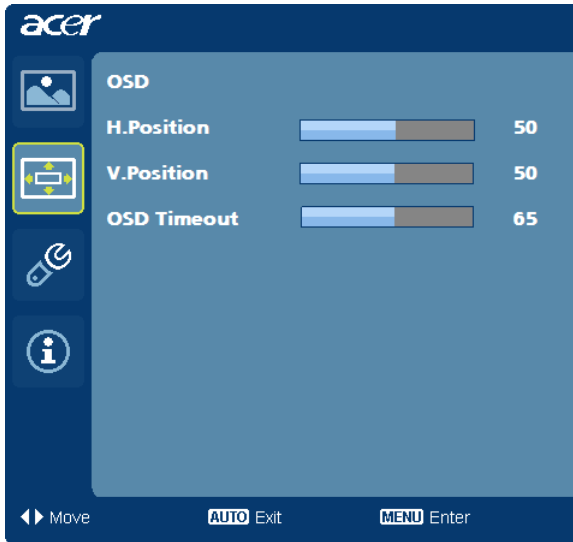 acer
OSD
H.Position 50
V.Position 50
OSD Timeout 65
Move AUTO Exit MENU Enter